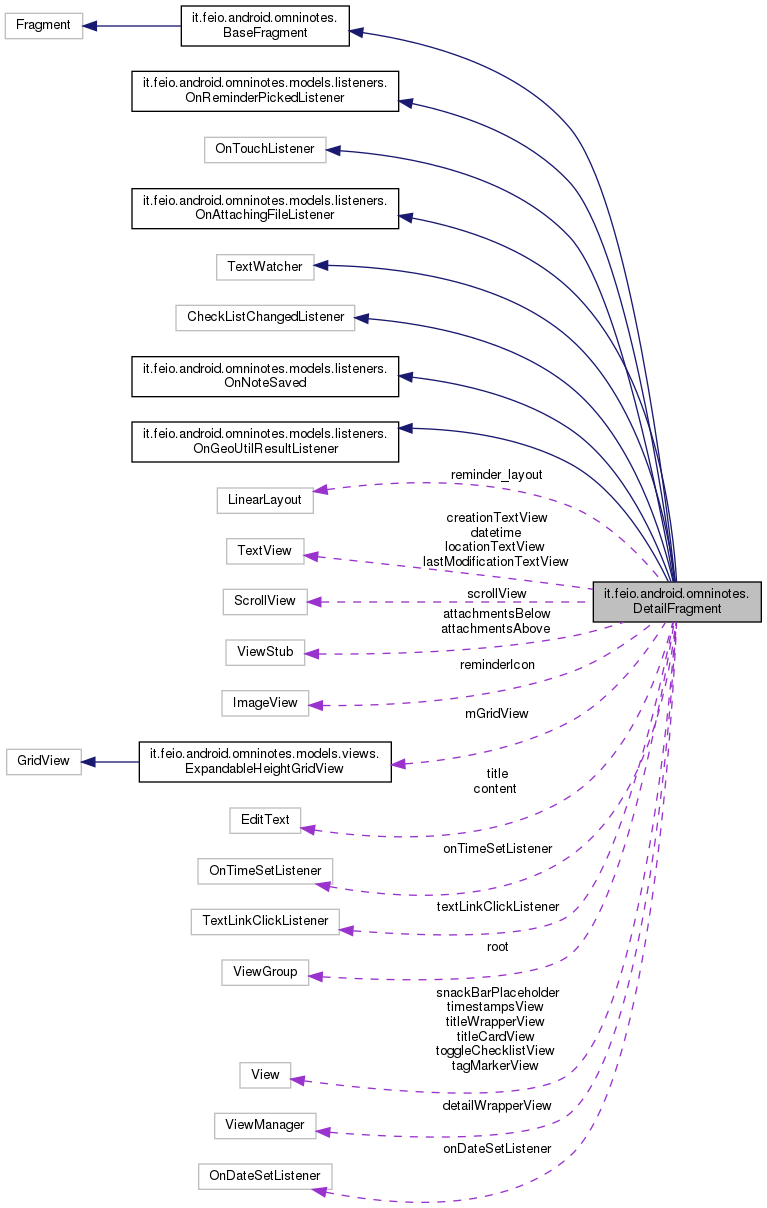 Fragment
it.feio.android.omninotes.
BaseFragment
it.feio.android.omninotes.models.listeners.
OnReminderPickedListener
OnTouchListener
it.feio.android.omninotes.models.listeners.
OnAttachingFileListener
TextWatcher
CheckListChangedListener
it.feio.android.omninotes.models.listeners.
OnNoteSaved
it.feio.android.omninotes.models.listeners.
OnGeoUtilResultListener
reminder_layout
LinearLayout
creationTextView
datetime
locationTextView
lastModificationTextView
TextView
it.feio.android.omninotes.
DetailFragment
scrollView
ScrollView
attachmentsBelow
attachmentsAbove
ViewStub
reminderIcon
ImageView
mGridView
GridView
it.feio.android.omninotes.models.views.
ExpandableHeightGridView
title
content
EditText
onTimeSetListener
OnTimeSetListener
textLinkClickListener
TextLinkClickListener
root
ViewGroup
snackBarPlaceholder
timestampsView
titleWrapperView
titleCardView
toggleChecklistView
tagMarkerView
View
detailWrapperView
ViewManager
onDateSetListener
OnDateSetListener